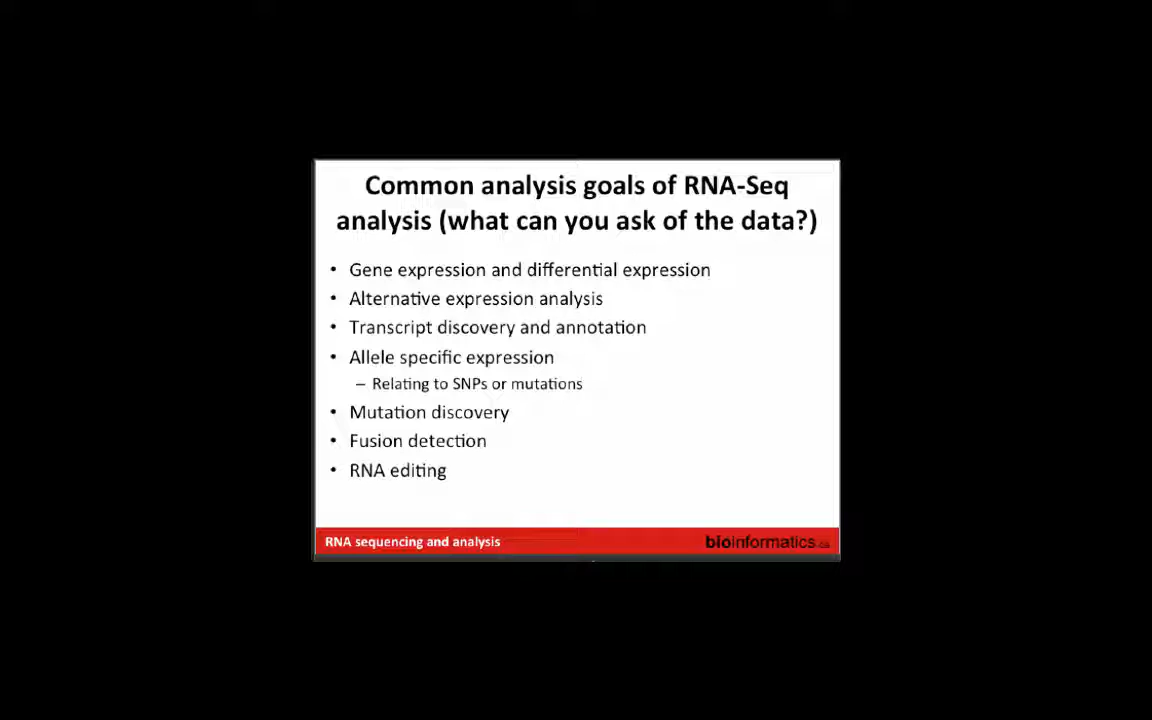 Common analysis goals of RNA-Seq
analysis (what can you ask of the data?)
• Gene expression and differential expression
• Alternative expression analysis
• Transcript discovery and annotation
• Allele specific expression
– Relating to SNPs or mutations
• Mutation discovery
• Fusion detection
• RNA editing
RNA sequencing and analysis
bioinformatics.ca